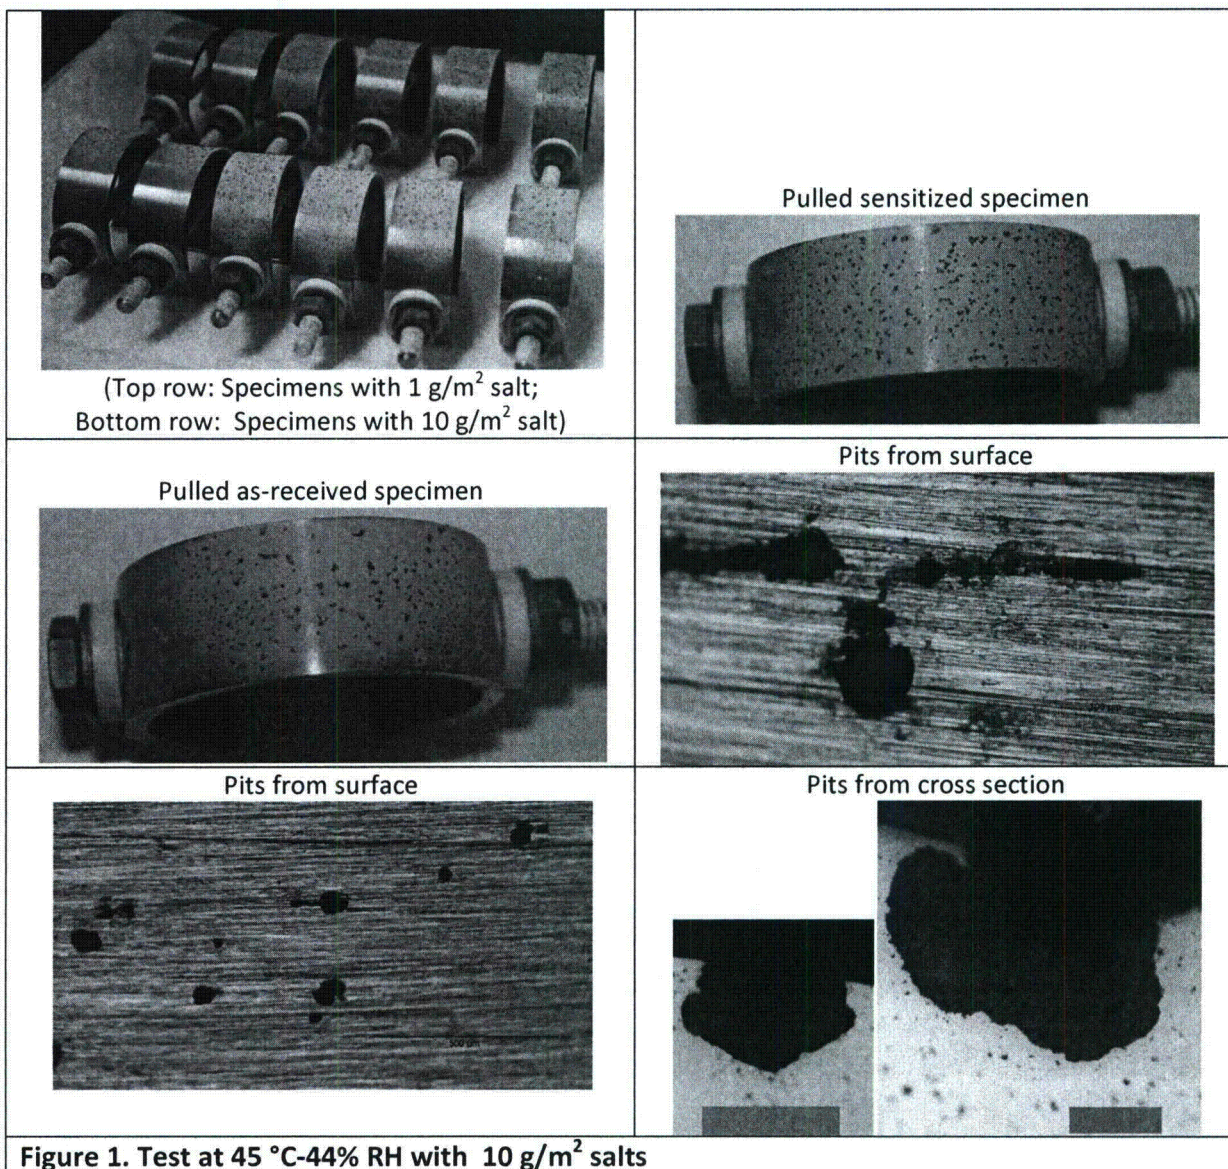 (Top row: Specimens with 1 g/m² salt;
Bottom row:  Specimens with 10 g/m² salt)
Pulled sensitized specimen
Pulled as-received specimen
Pits from surface
Pits from surface
Pits from cross section
Figure 1. Test at 45 °C-44% RH with  10 g/m² salts